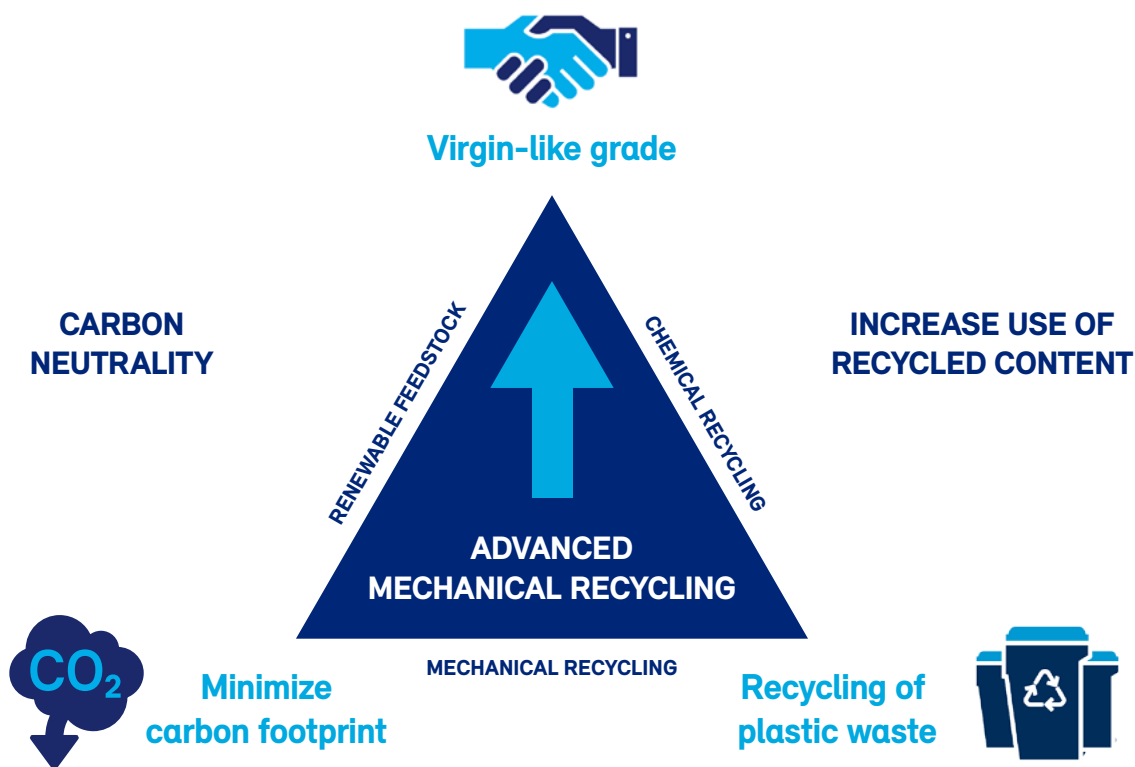 Virgin-like grade
CARBON
NEUTRALITY
RENEWABLE FEEDSTOCK
CHEMICAL RECYCLING
INCREASE USE OF
RECYCLED CONTENT
ADVANCED
MECHANICAL RECYCLING
MECHANICAL RECYCLING
CO₂
Minimize
carbon footprint
Recycling of
plastic waste